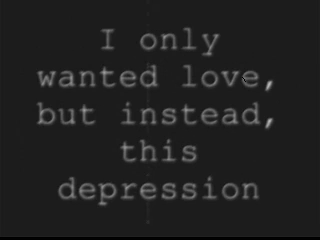 I only
wanted love,
but instead,
this
depression